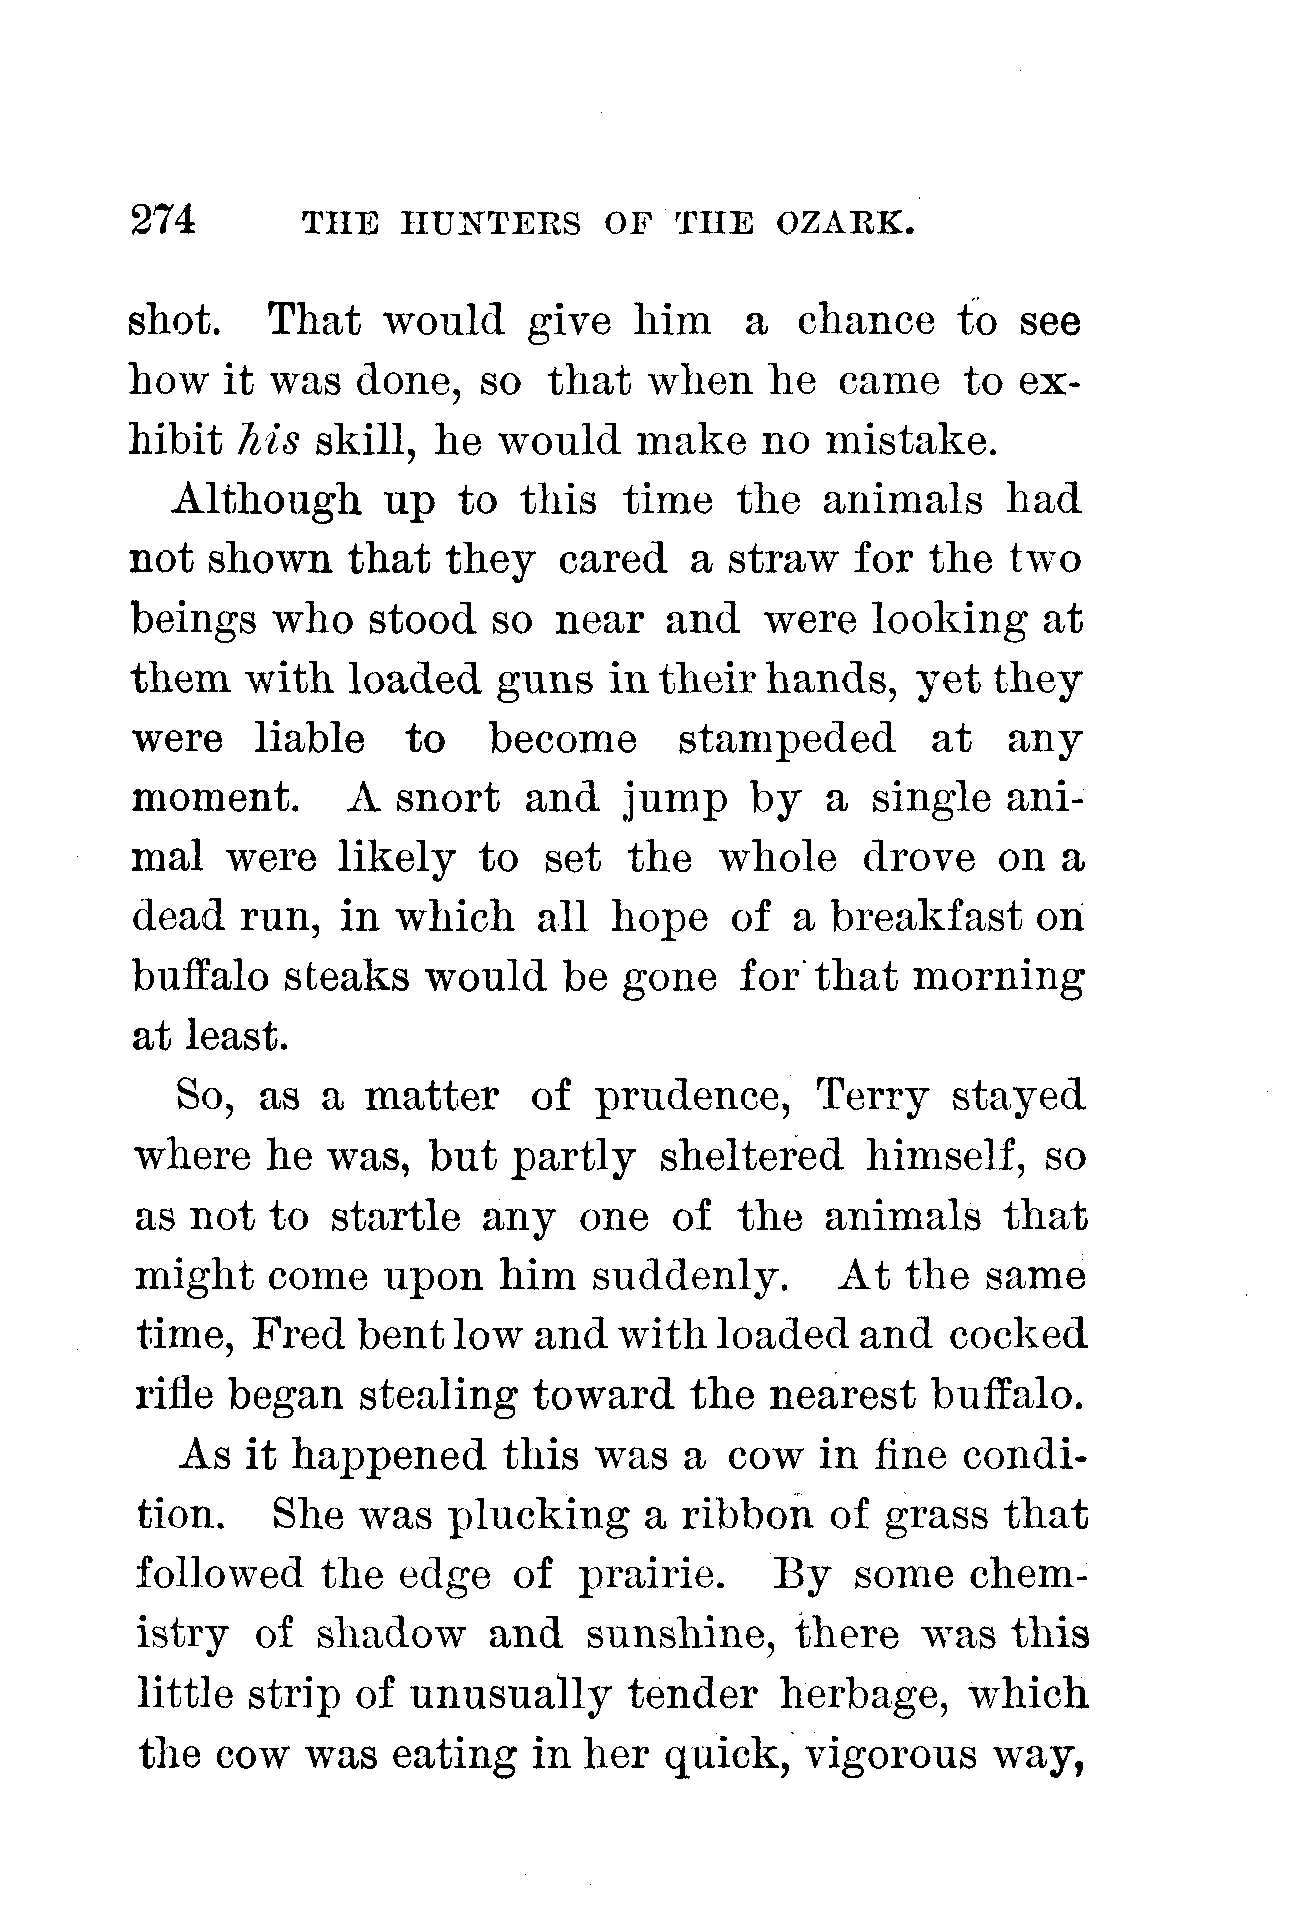 274 THE HUNTERS OF THE OZARK.
shot. That would give him a chance to see
how it was done, so that when he came to ex-
hibit his skill, he would make no mistake.
Although up to this time the animals had
not shown that they cared a straw for the two
beings who stood so near and were looking at
them with loaded guns in their hands, yet they
were liable to become stampeded at any
moment. A snort and jump by a single ani-
mal were likely to set the whole drove on a
dead run, in which all hope of a breakfast on
buffalo steaks would be gone for that morning
at least.
So, as a matter of prudence, Terry stayed
where he was, but partly sheltered himself, so
as not to startle any one of the animals that
might come upon him suddenly. At the same
time, Fred bent low and with loaded and cocked
rifle began stealing toward the nearest buffalo.
As it happened this was a cow in fine condi-
tion. She was plucking a ribbon of grass that
followed the edge of prairie. By some chem-
istry of shadow and sunshine, there was this
little strip of unusually tender herbage, which
the cow was eating in her quick, vigorous way,